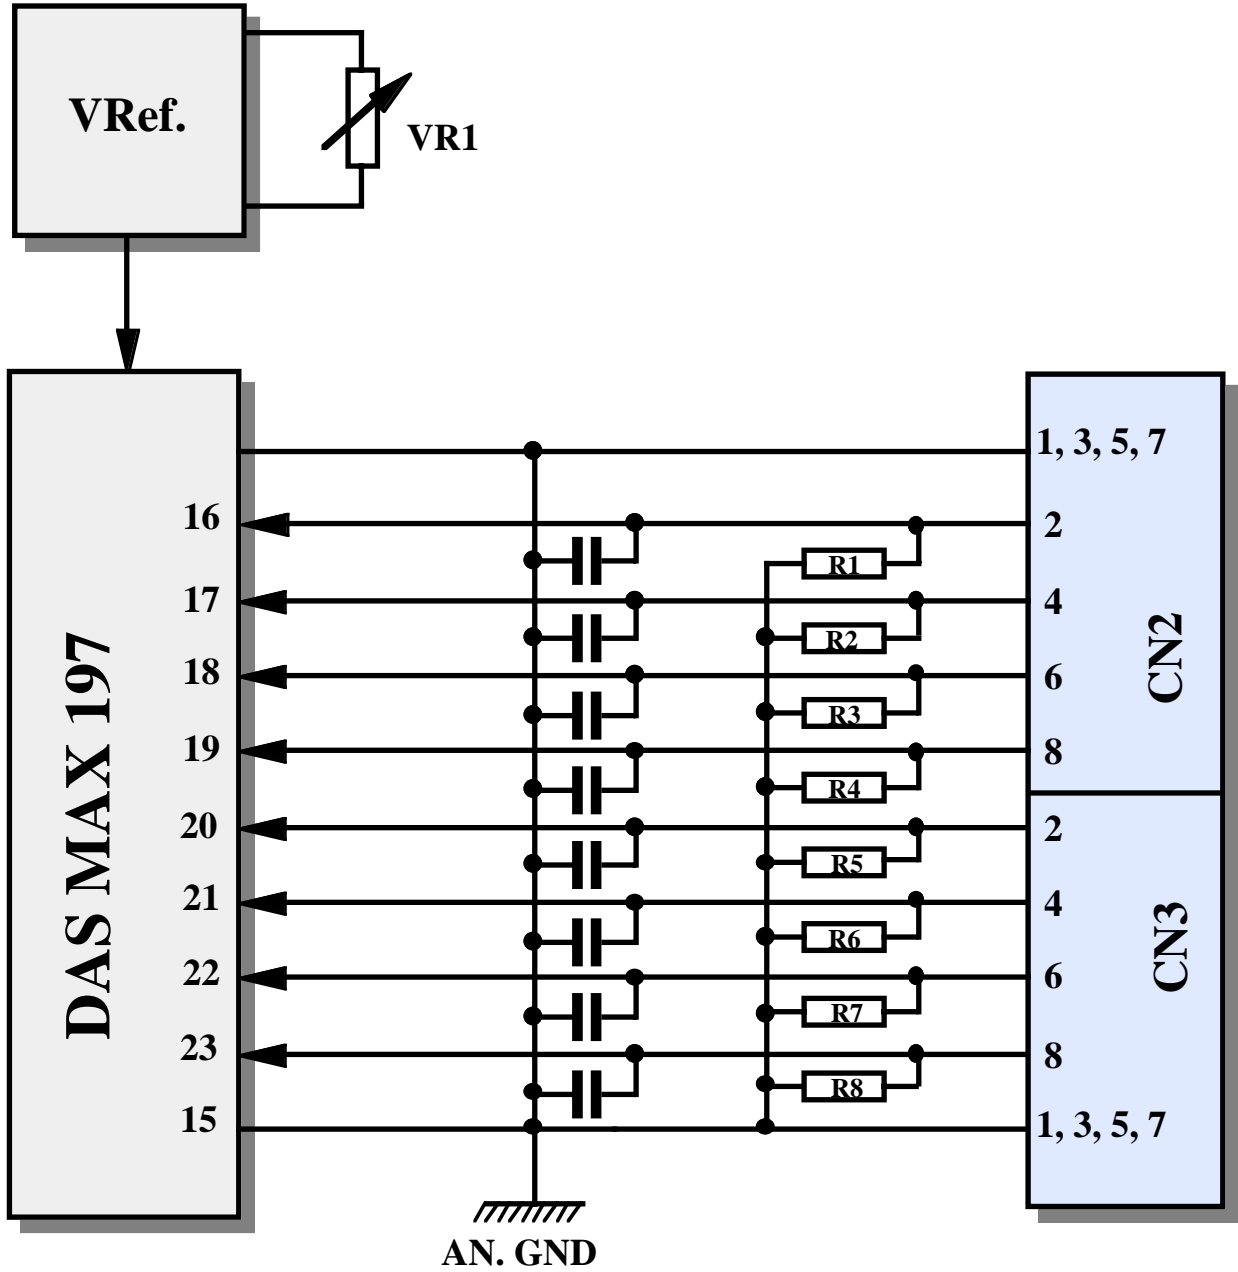 VRef.
VR1
1, 3, 5, 7
16
2
R1
17
4
R2
18
6
R3
19
8
R4
CN2
DAS MAX 197
20
2
R5
21
4
R6
22
6
R7
23
8
R8
CN3
15
1, 3, 5, 7
AN. GND